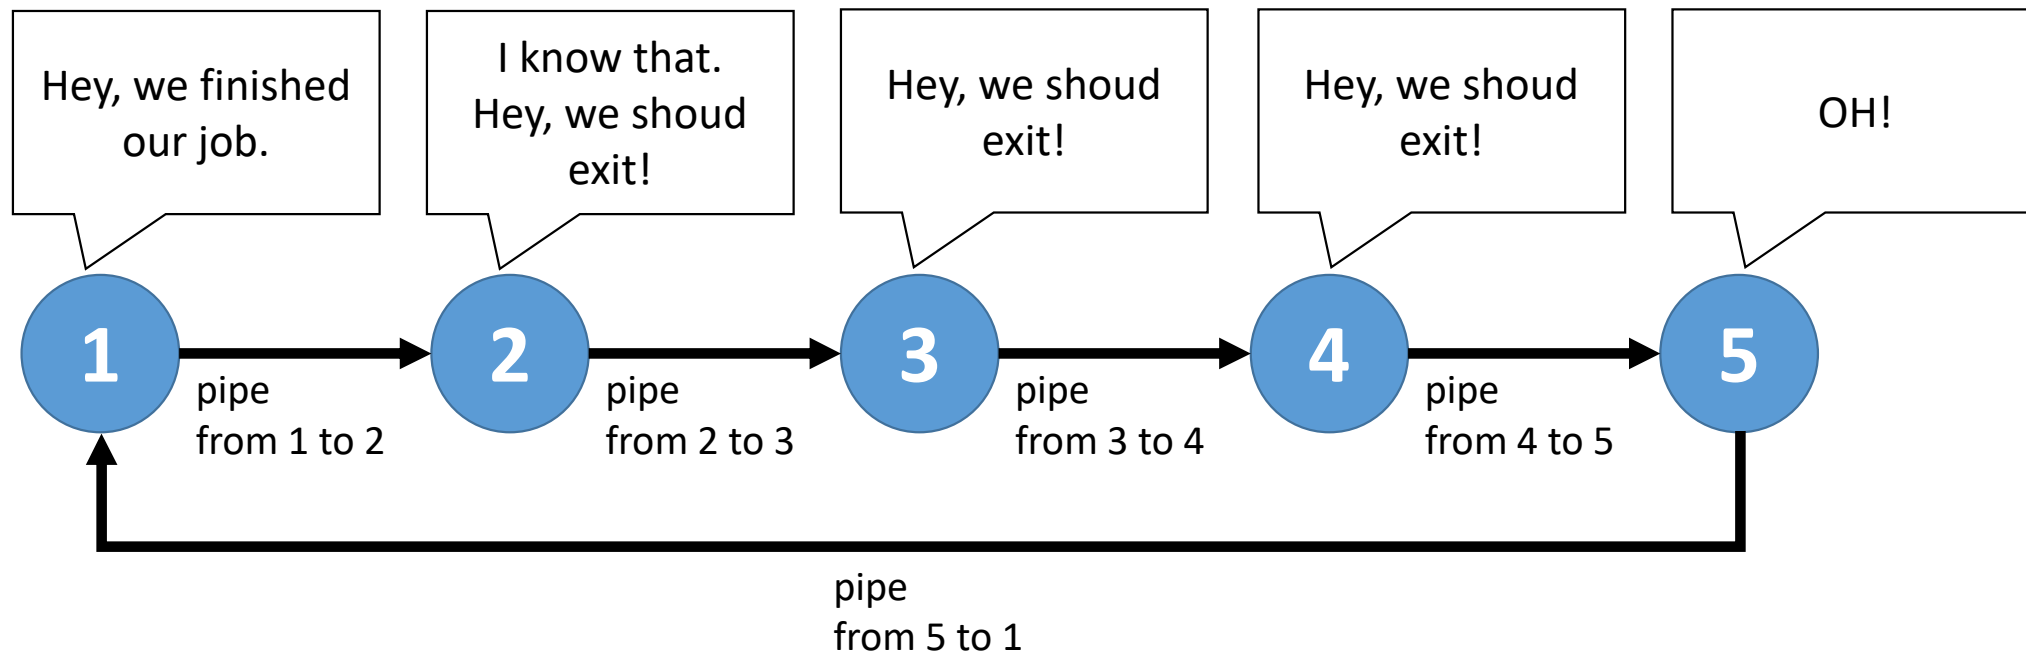 Hey, we finished
our job.
I know that.
Hey, we shoud
exit!
Hey, we shoud
exit!
Hey, we shoud
exit!
OH!
1
2
3
4
5
pipe
from 1 to 2
pipe
from 2 to 3
pipe
from 3 to 4
pipe
from 4 to 5
pipe
from 5 to 1